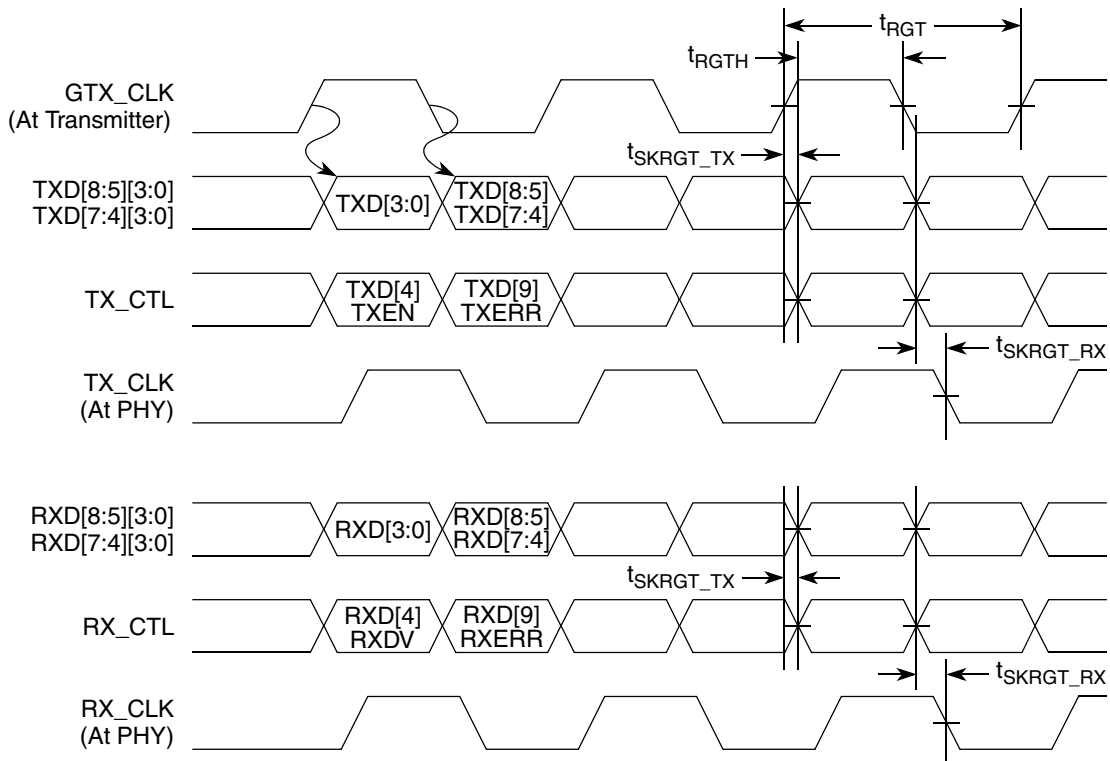 tRGT
tRGTH
GTX_CLK
(At Transmitter)
tSKRGT_TX
TXD[8:5][3:0]
TXD[7:4][3:0]
TXD[3:0]
TXD[8:5]
TXD[7:4]
TX_CTL
TXD[4]
TXEN
TXD[9]
TXERR
tSKRGT_RX
TX_CLK
(At PHY)
RXD[8:5][3:0]
RXD[7:4][3:0]
RXD[3:0]
RXD[8:5]
RXD[7:4]
tSKRGT_TX
RX_CTL
RXD[4]
RXDV
RXD[9]
RXERR
tSKRGT_RX
RX_CLK
(At PHY)